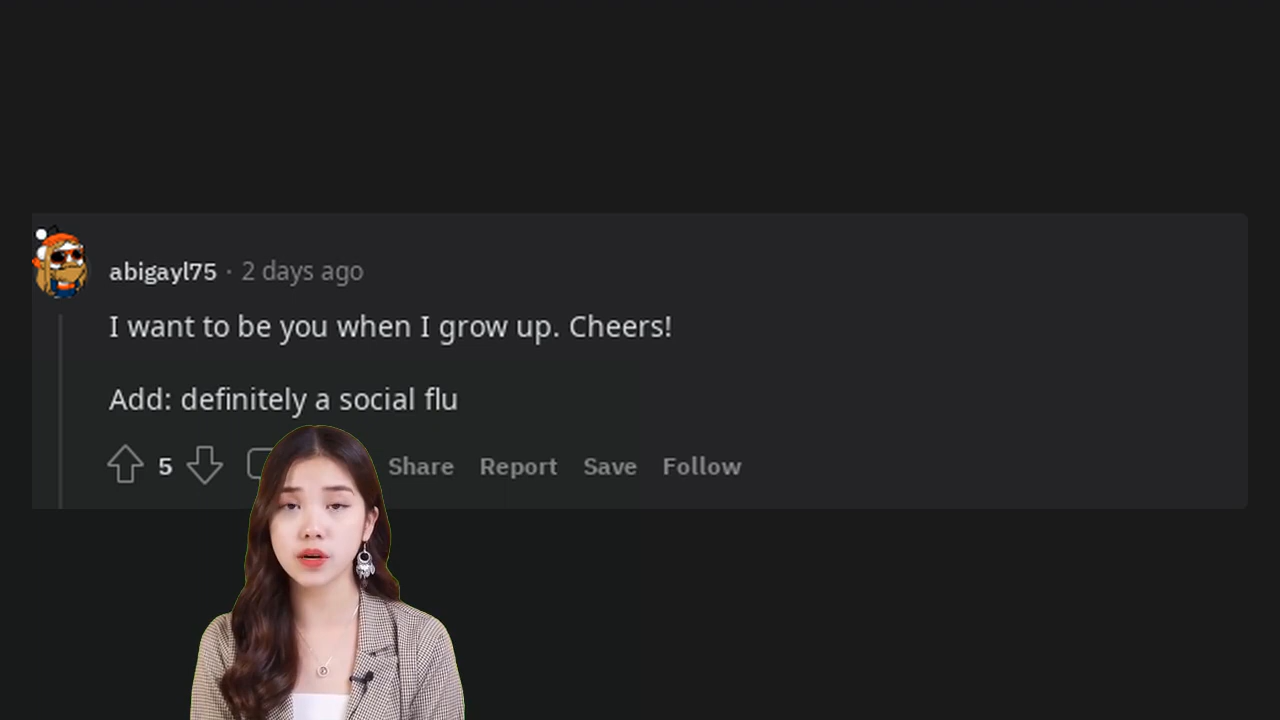 abigayl75 · 2 days ago
I want to be you when I grow up. Cheers!
Add: definitely a social flu
5 Share Report Save Follow